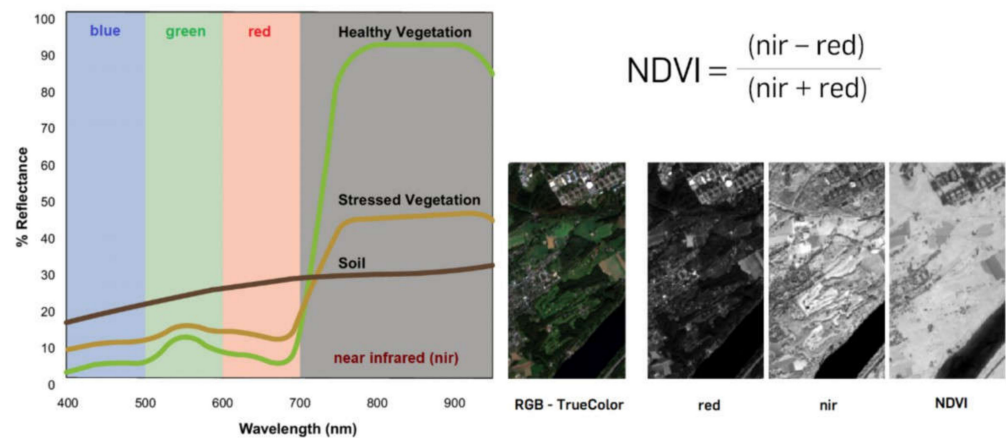 100
90
80
70
60
50
40
30
20
10
0
% Reflectance
blue
green
red
Healthy Vegetation
Stressed Vegetation
Soil
near infrared (nir)
400
500
600
700
800
900
Wavelength (nm)
NDVI = (nir – red)
(nir + red)
RGB - TrueColor
red
nir
NDVI